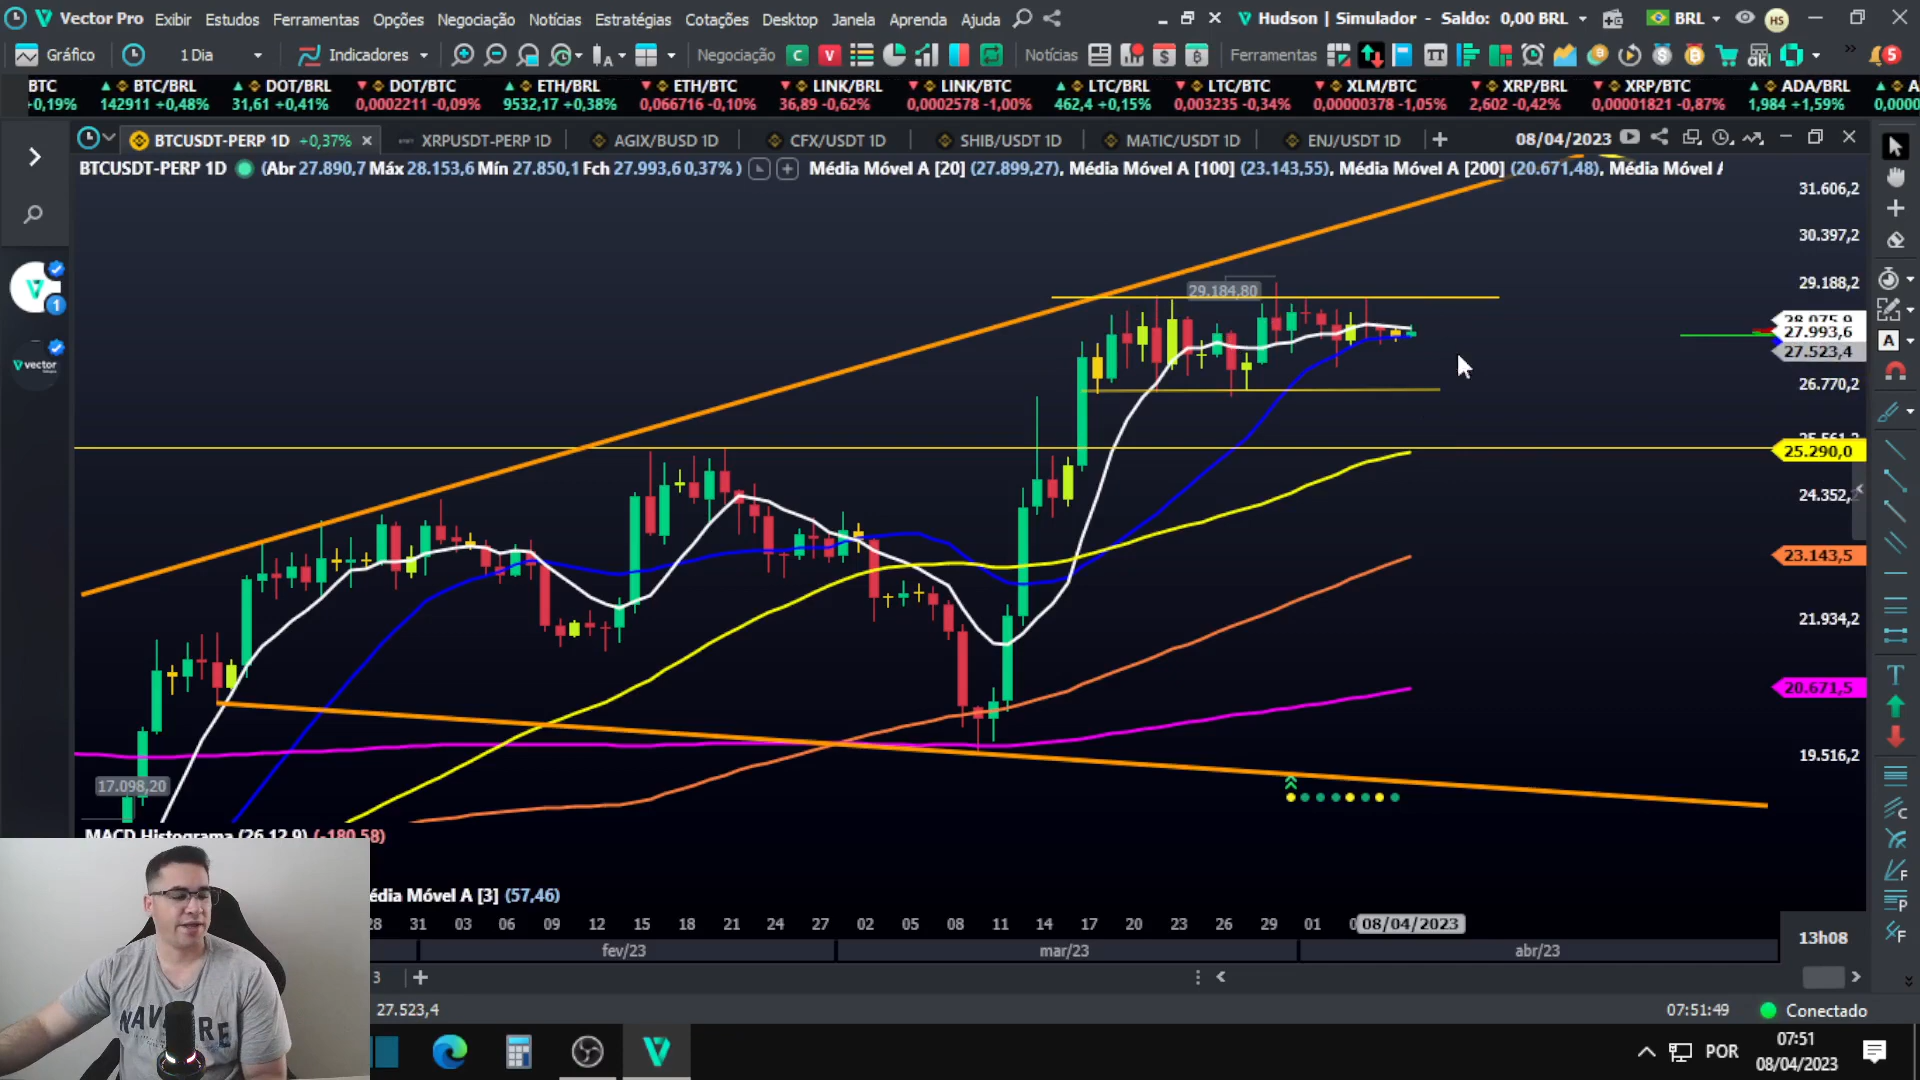 Vector Pro Exibir Estudos Ferramentas Opções Negociação Notícias Estratégias Cotações Desktop Janela Aprenda Ajuda Hudson | Simulador - Saldo: 0,00 BRL BRL HS
Gráfico 1 Dia Indicadores Negociação C V Notícias Ferramentas 5
BTC BTC/BRL DOT/BRL DOT/BTC ETH/BRL ETH/BTC LINK/BRL LINK/BTC LTC/BRL LTC/BTC XLM/BTC XRP/BRL XRP/BTC ADA/BRL A
+0,19% 142911 +0,48% 31,61 +0,41% 0,0002211 -0,09% 9532,17 +0,38% 0,066716 -0,10% 36,89 -0,62% 0,0002578 -1,00% 462,4 +0,15% 0,003235 -0,34% 0,00000378 -1,05% 2,602 -0,42% 0,00001821 -0,87% 1,984 +1,59% 0,0000
BTCUSDT-PERP 1D +0,37% XRPUSDT-PERP 1D AGIX/BUSD 1D CFX/USDT 1D SHIB/USDT 1D MATIC/USDT 1D ENJ/USDT 1D 08/04/2023
BTCUSDT-PERP 1D (Abr 27.890,7 Máx 28.153,6 Mín 27.850,1 Fch 27.993,6 0,37% ) Média Móvel A [20] (27.899,27), Média Móvel A [100] (23.143,55), Média Móvel A [200] (20.671,48), Média Móvel A
31.606,2
30.397,2
29.188,2
29.184,80
28.075,9
27.993,6
27.523,4
26.770,2
25.290,0
24.352,2
23.143,5
21.934,2
20.671,5
19.516,2
17.098,20
1
vector
MACD Histograma (26,12,9) (-180,58)
édia Móvel A [3] (57,46)
28 31 03 06 09 12 15 18 21 24 27 02 05 08 11 14 17 20 23 26 29 01 08/04/2023
fev/23 mar/23 abr/23
13h08
3
27.523,4 07:51:49 Conectado
07:51
POR
08/04/2023